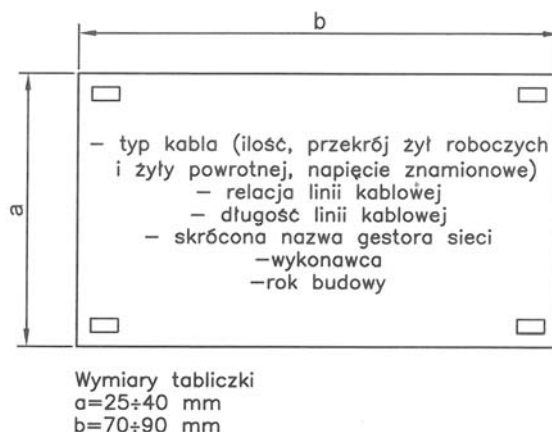 b
a
– typ kabla (ilość, przekrój żył roboczych
i żyły powrotnej, napięcie znamionowe)
– relacja linii kablowej
– długość linii kablowej
– skrócona nazwa gestora sieci
–wykonawca
–rok budowy
Wymiary tabliczki
a=25÷40 mm
b=70÷90 mm